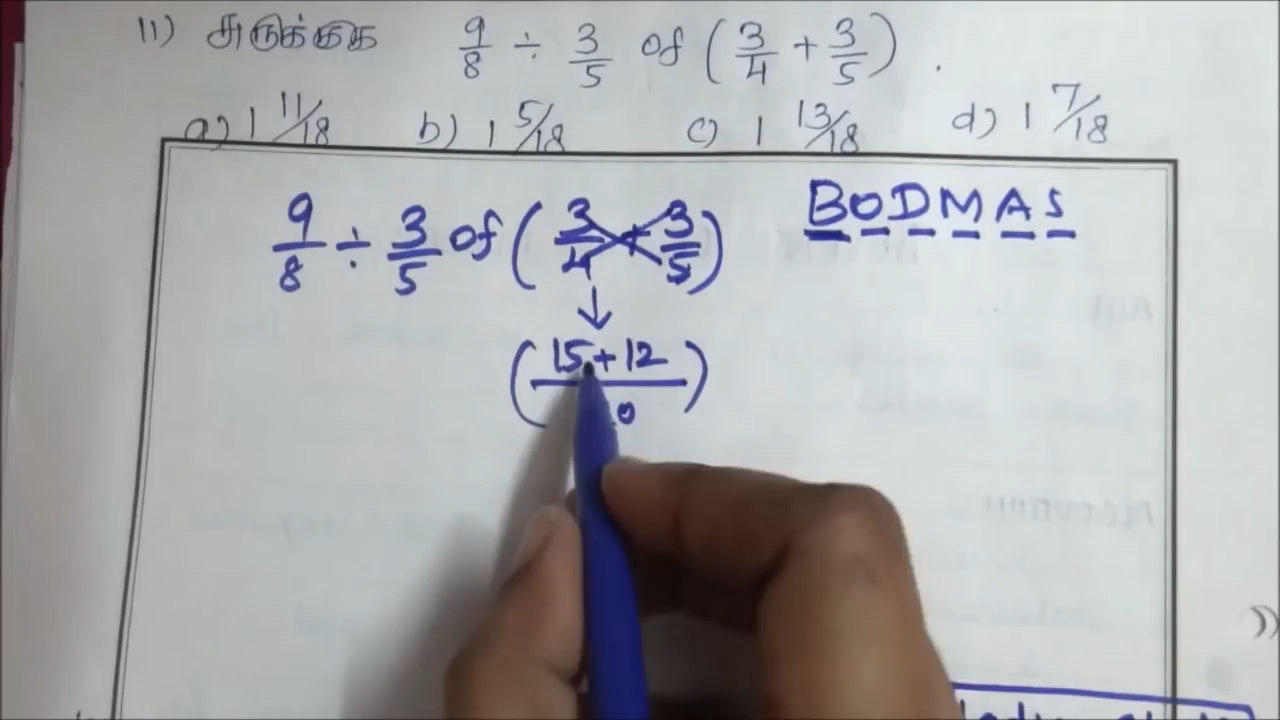 11) சுருக்குக 9/8 ÷ 3/5 of (3/4 + 3/5).
a) 1 11/18 b) 1 5/18 c) 1 13/18 d) 1 7/18
9/8 ÷ 3/5 of (3/4 + 3/5) BODMAS
↓
(15+12